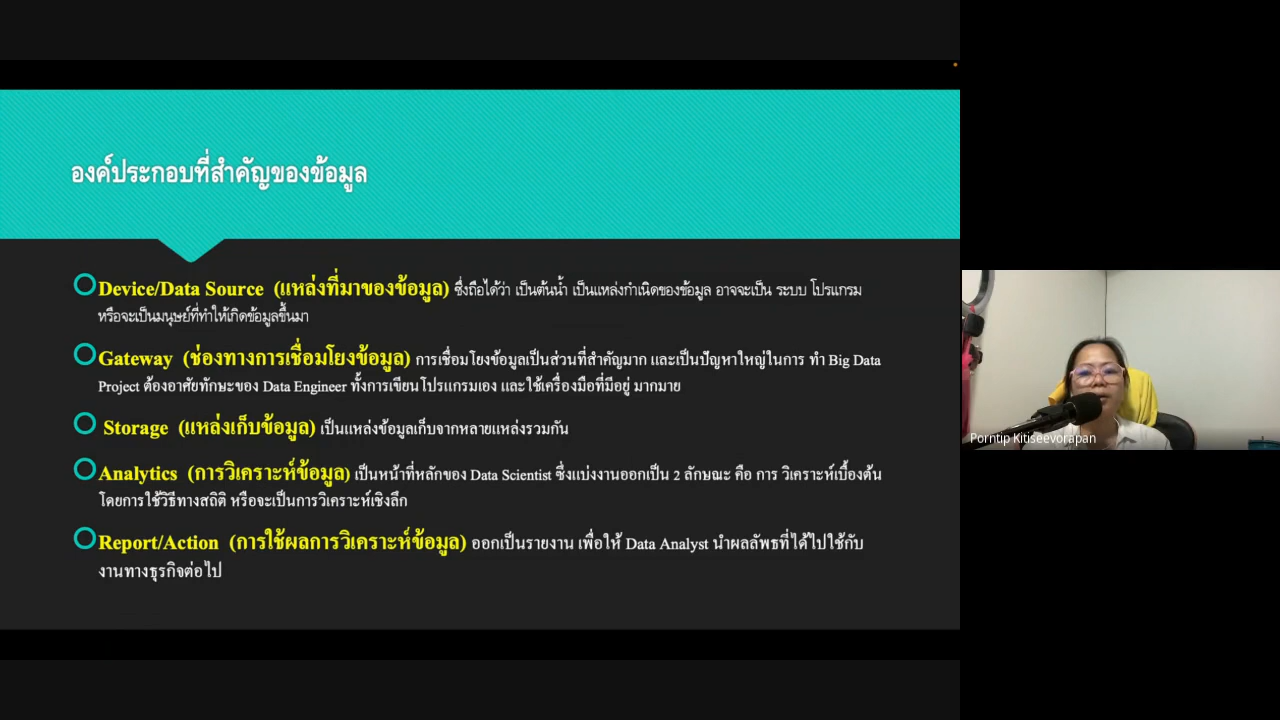 องค์ประกอบที่สำคัญของข้อมูล
Device/Data Source (แหล่งที่มาของข้อมูล) ซึ่งถือได้ว่า เป็นต้นน้ำ เป็นแหล่งกำเนิดของข้อมูล อาจจะเป็น ระบบ โปรแกรม
หรือจะเป็นมนุษย์ที่ทำให้เกิดข้อมูลขึ้นมา
Gateway (ช่องทางการเชื่อมโยงข้อมูล) การเชื่อมโยงข้อมูลเป็นส่วนที่สำคัญมาก และเป็นปัญหาใหญ่ในการ ทำ Big Data
Project ต้องอาศัยทักษะของ Data Engineer ทั้งการเขียนโปรแกรมเอง และใช้เครื่องมือที่มีอยู่ มากมาย
Storage (แหล่งเก็บข้อมูล) เป็นแหล่งข้อมูลเก็บจากหลายแหล่งรวมกัน
Analytics (การวิเคราะห์ข้อมูล) เป็นหน้าที่หลักของ Data Scientist ซึ่งแบ่งงานออกเป็น 2 ลักษณะ คือ การ วิเคราะห์เบื้องต้น
โดยการใช้วิธีทางสถิติ หรือจะเป็นการวิเคราะห์เชิงลึก
Report/Action (การใช้ผลการวิเคราะห์ข้อมูล) ออกเป็นรายงาน เพื่อให้ Data Analyst นำผลลัพธที่ได้ไปใช้กับ
งานทางธุรกิจต่อไป
Porntip Kitiseevorapan